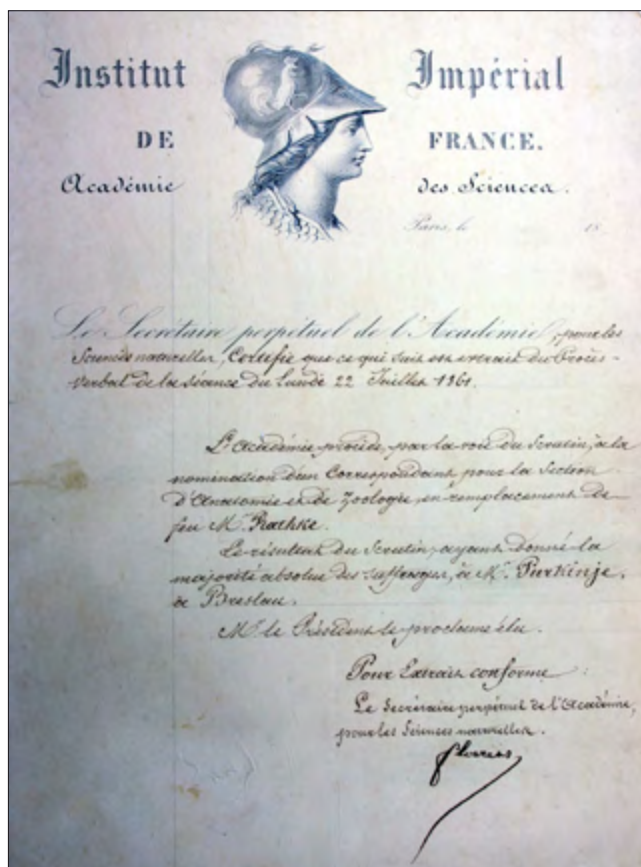 Institut Impérial
DE FRANCE.
Académie des Sciences.
Paris, le 18
Le Secrétaire perpétuel de l'Académie, pour les
Sciences naturelles, Certifie que ce qui suit est extrait du Procès-
verbal de la séance du Lundi 22 Juillet 1861.
L'Académie procède, par la voie du Scrutin, à la
nomination d'un Correspondant pour la Section
d'Anatomie et de Zoologie, en remplacement de
feu M. Rathke.
Le résultat du Scrutin, ayant donné la
majorité absolue des suffrages, à M. Purkinje,
de Breslau.
M. le Président le proclame élu.
Pour Extrait conforme :
Le Secrétaire perpétuel de l'Académie,
pour les Sciences naturelles.
Flourens